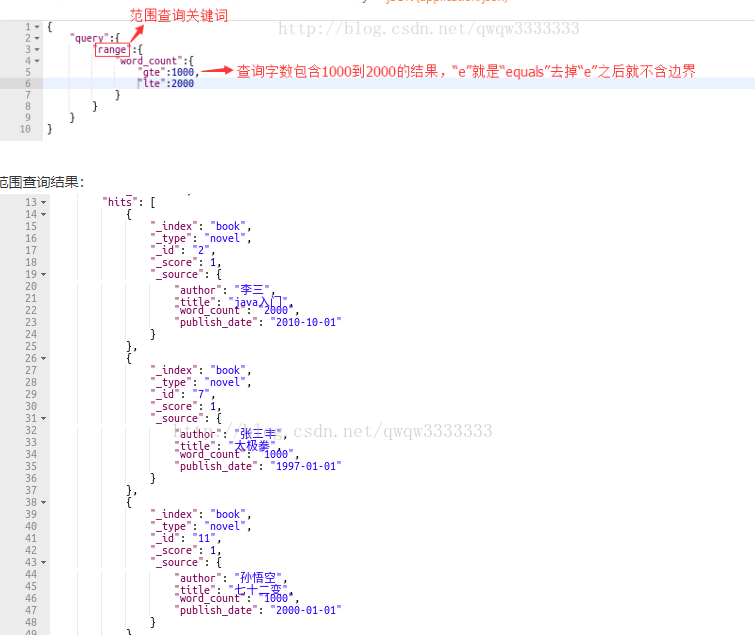 范围查询关键词
http://blog.csdn.net/qwqw3333333
1 {
2 "query":{
3 "range":{
4 "word_count":{
5 "gte":1000, 查询字数包含1000到2000的结果,“e”就是“equals”去掉“e”之后就不含边界
6 "lte":2000
7 }
8 }
9 }
10 }
范围查询结果:
13 "hits": [
14 {
15 "_index": "book",
16 "_type": "novel",
17 "_id": "2",
18 "_score": 1,
19 "_source": {
20 "author": "李三",
21 "title": "java入门",
22 "word_count": "2000",
23 "publish_date": "2010-10-01"
24 }
25 },
26 {
27 "_index": "book",
28 "_type": "novel",
29 "_id": "7",
30 "_score": 1,
31 "_source": {
32 "author": "张三丰",
http://blog.csdn.net/qwqw3333333
33 "title": "太极拳",
34 "word_count": "1000",
35 "publish_date": "1997-01-01"
36 }
37 },
38 {
39 "_index": "book",
40 "_type": "novel",
41 "_id": "11",
42 "_score": 1,
43 "_source": {
44 "author": "孙悟空",
45 "title": "七十二变",
46 "word_count": "1000",
47 "publish_date": "2000-01-01"
48 }
49 },